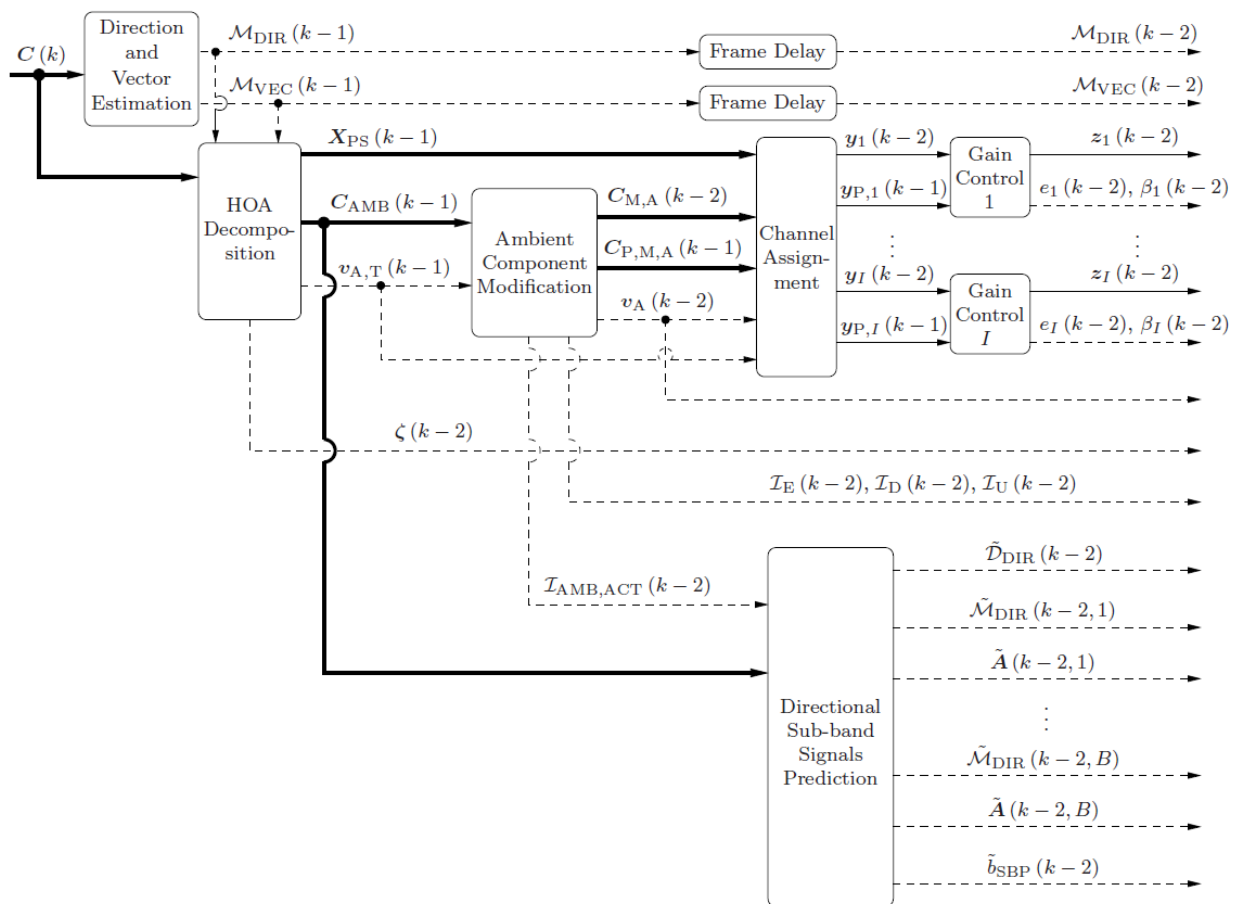 C (k)
Direction
and
Vector
Estimation
M_DIR (k−1)
Frame Delay
M_DIR (k−2)
M_VEC (k−1)
Frame Delay
M_VEC (k−2)
HOA
Decompo-
sition
X_PS (k−1)
C_AMB (k−1)
v_A,T (k−1)
Ambient
Component
Modification
C_M,A (k−2)
C_P,M,A (k−1)
v_A (k−2)
Channel
Assign-
ment
y_1 (k−2)
y_P,1 (k−1)
⋮
y_I (k−2)
y_P,I (k−1)
Gain
Control
1
Gain
Control
I
z_1 (k−2)
e_1 (k−2), β_1 (k−2)
⋮
z_I (k−2)
e_I (k−2), β_I (k−2)
ζ (k−2)
I_E (k−2), I_D (k−2), I_U (k−2)
I_AMB,ACT (k−2)
Directional
Sub-band
Signals
Prediction
D̃_DIR (k−2)
M̃_DIR (k−2, 1)
Ã (k−2, 1)
⋮
M̃_DIR (k−2, B)
Ã (k−2, B)
b̃_SBP (k−2)